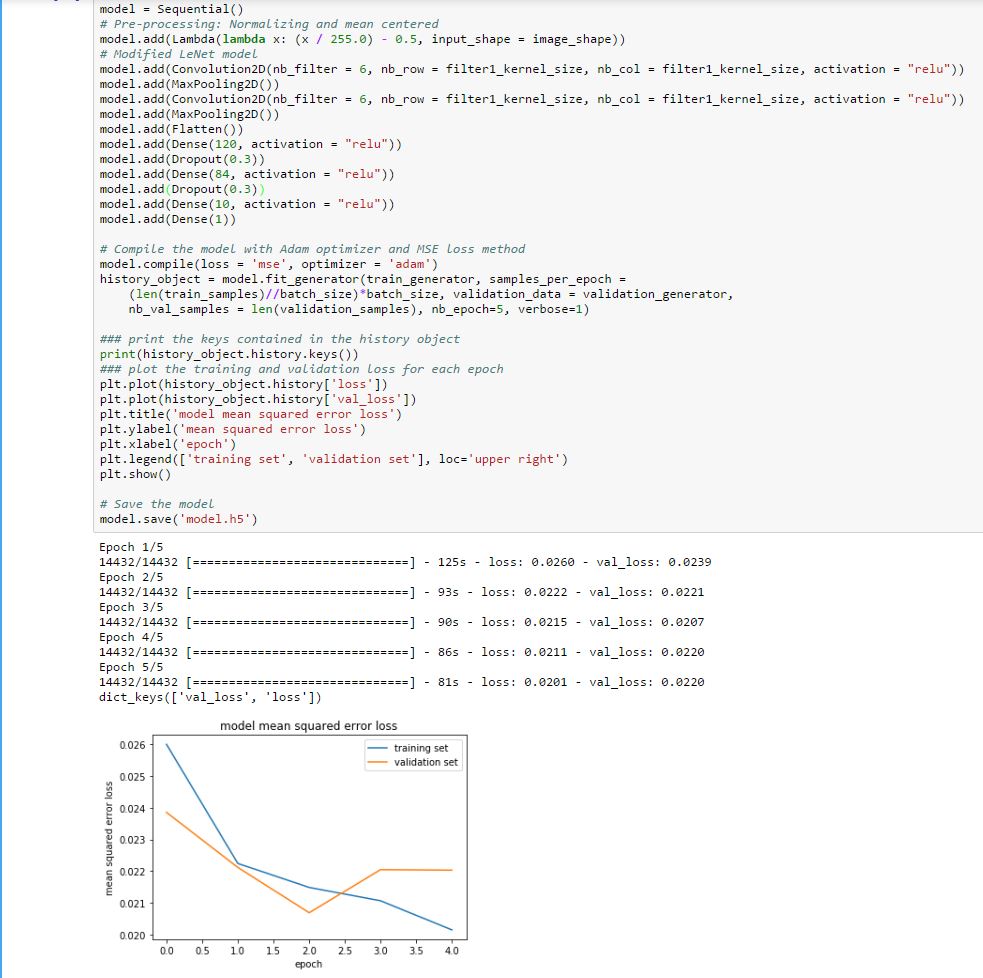 model = Sequential()
# Pre-processing: Normalizing and mean centered
model.add(Lambda(lambda x: (x / 255.0) - 0.5, input_shape = image_shape))
# Modified LeNet model
model.add(Convolution2D(nb_filter = 6, nb_row = filter1_kernel_size, nb_col = filter1_kernel_size, activation = "relu"))
model.add(MaxPooling2D())
model.add(Convolution2D(nb_filter = 6, nb_row = filter1_kernel_size, nb_col = filter1_kernel_size, activation = "relu"))
model.add(MaxPooling2D())
model.add(Flatten())
model.add(Dense(120, activation = "relu"))
model.add(Dropout(0.3))
model.add(Dense(84, activation = "relu"))
model.add(Dropout(0.3))
model.add(Dense(10, activation = "relu"))
model.add(Dense(1))
# Compile the model with Adam optimizer and MSE loss method
model.compile(loss = 'mse', optimizer = 'adam')
history_object = model.fit_generator(train_generator, samples_per_epoch =
(len(train_samples)//batch_size)*batch_size, validation_data = validation_generator,
nb_val_samples = len(validation_samples), nb_epoch=5, verbose=1)
### print the keys contained in the history object
print(history_object.history.keys())
### plot the training and validation loss for each epoch
plt.plot(history_object.history['loss'])
plt.plot(history_object.history['val_loss'])
plt.title('model mean squared error loss')
plt.ylabel('mean squared error loss')
plt.xlabel('epoch')
plt.legend(['training set', 'validation set'], loc='upper right')
plt.show()
# Save the model
model.save('model.h5')
Epoch 1/5
14432/14432 [==============================] - 125s - loss: 0.0260 - val_loss: 0.0239
Epoch 2/5
14432/14432 [==============================] - 93s - loss: 0.0222 - val_loss: 0.0221
Epoch 3/5
14432/14432 [==============================] - 90s - loss: 0.0215 - val_loss: 0.0207
Epoch 4/5
14432/14432 [==============================] - 86s - loss: 0.0211 - val_loss: 0.0220
Epoch 5/5
14432/14432 [==============================] - 81s - loss: 0.0201 - val_loss: 0.0220
dict_keys(['val_loss', 'loss'])
model mean squared error loss
training set
validation set
mean squared error loss
0.026
0.025
0.024
0.023
0.022
0.021
0.020
0.0 0.5 1.0 1.5 2.0 2.5 3.0 3.5 4.0
epoch